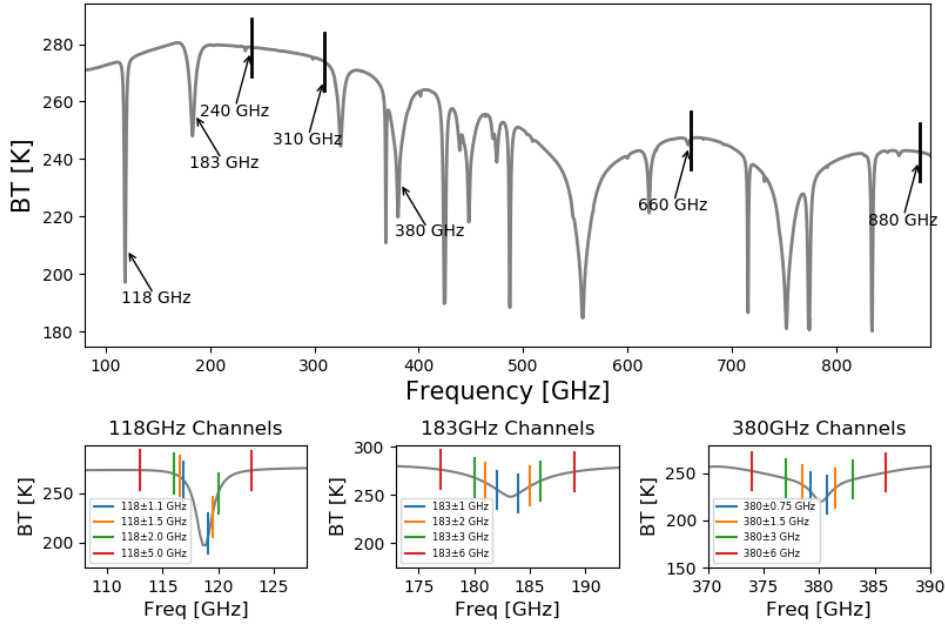 280
260
240
220
200
180
BT [K]
240 GHz
183 GHz
310 GHz
380 GHz
118 GHz
660 GHz
880 GHz
100 200 300 400 500 600 700 800
Frequency [GHz]
118GHz Channels
250
200
BT [K]
118±1.1 GHz
118±1.5 GHz
118±2.0 GHz
118±5.0 GHz
110 115 120 125
Freq [GHz]
183GHz Channels
300
250
200
BT [K]
183±1 GHz
183±2 GHz
183±3 GHz
183±6 GHz
175 180 185 190
Freq [GHz]
380GHz Channels
250
200
150
BT [K]
380±0.75 GHz
380±1.5 GHz
380±3 GHz
380±6 GHz
370 375 380 385 390
Freq [GHz]